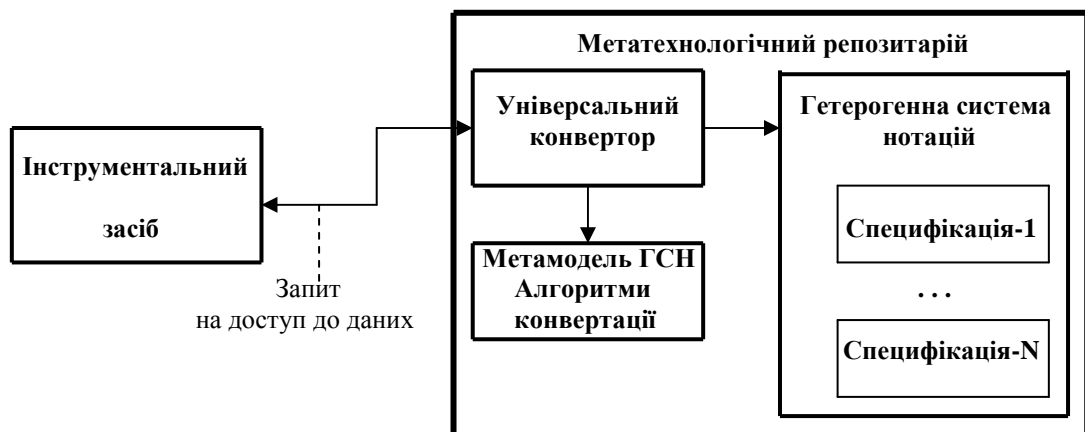 Метатехнологічний репозитарій
Універсальний
конвертор
Гетерогенна система
нотацій
Інструментальний
засіб
Специфікація-1
Метамодель ГСН
Алгоритми
конвертації
Запит
на доступ до даних
. . .
Специфікація-N